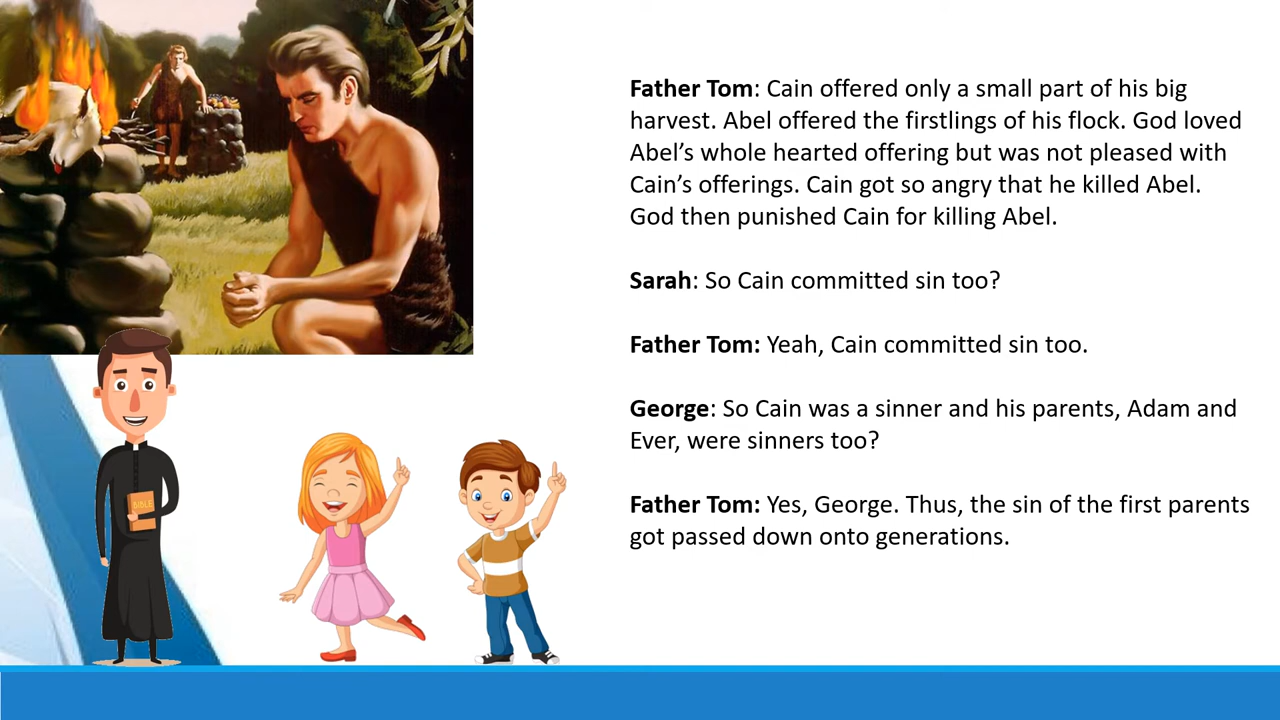 Father Tom: Cain offered only a small part of his big
harvest. Abel offered the firstlings of his flock. God loved
Abel’s whole hearted offering but was not pleased with
Cain’s offerings. Cain got so angry that he killed Abel.
God then punished Cain for killing Abel.
Sarah: So Cain committed sin too?
Father Tom: Yeah, Cain committed sin too.
George: So Cain was a sinner and his parents, Adam and
Ever, were sinners too?
Father Tom: Yes, George. Thus, the sin of the first parents
got passed down onto generations.
BIBLE